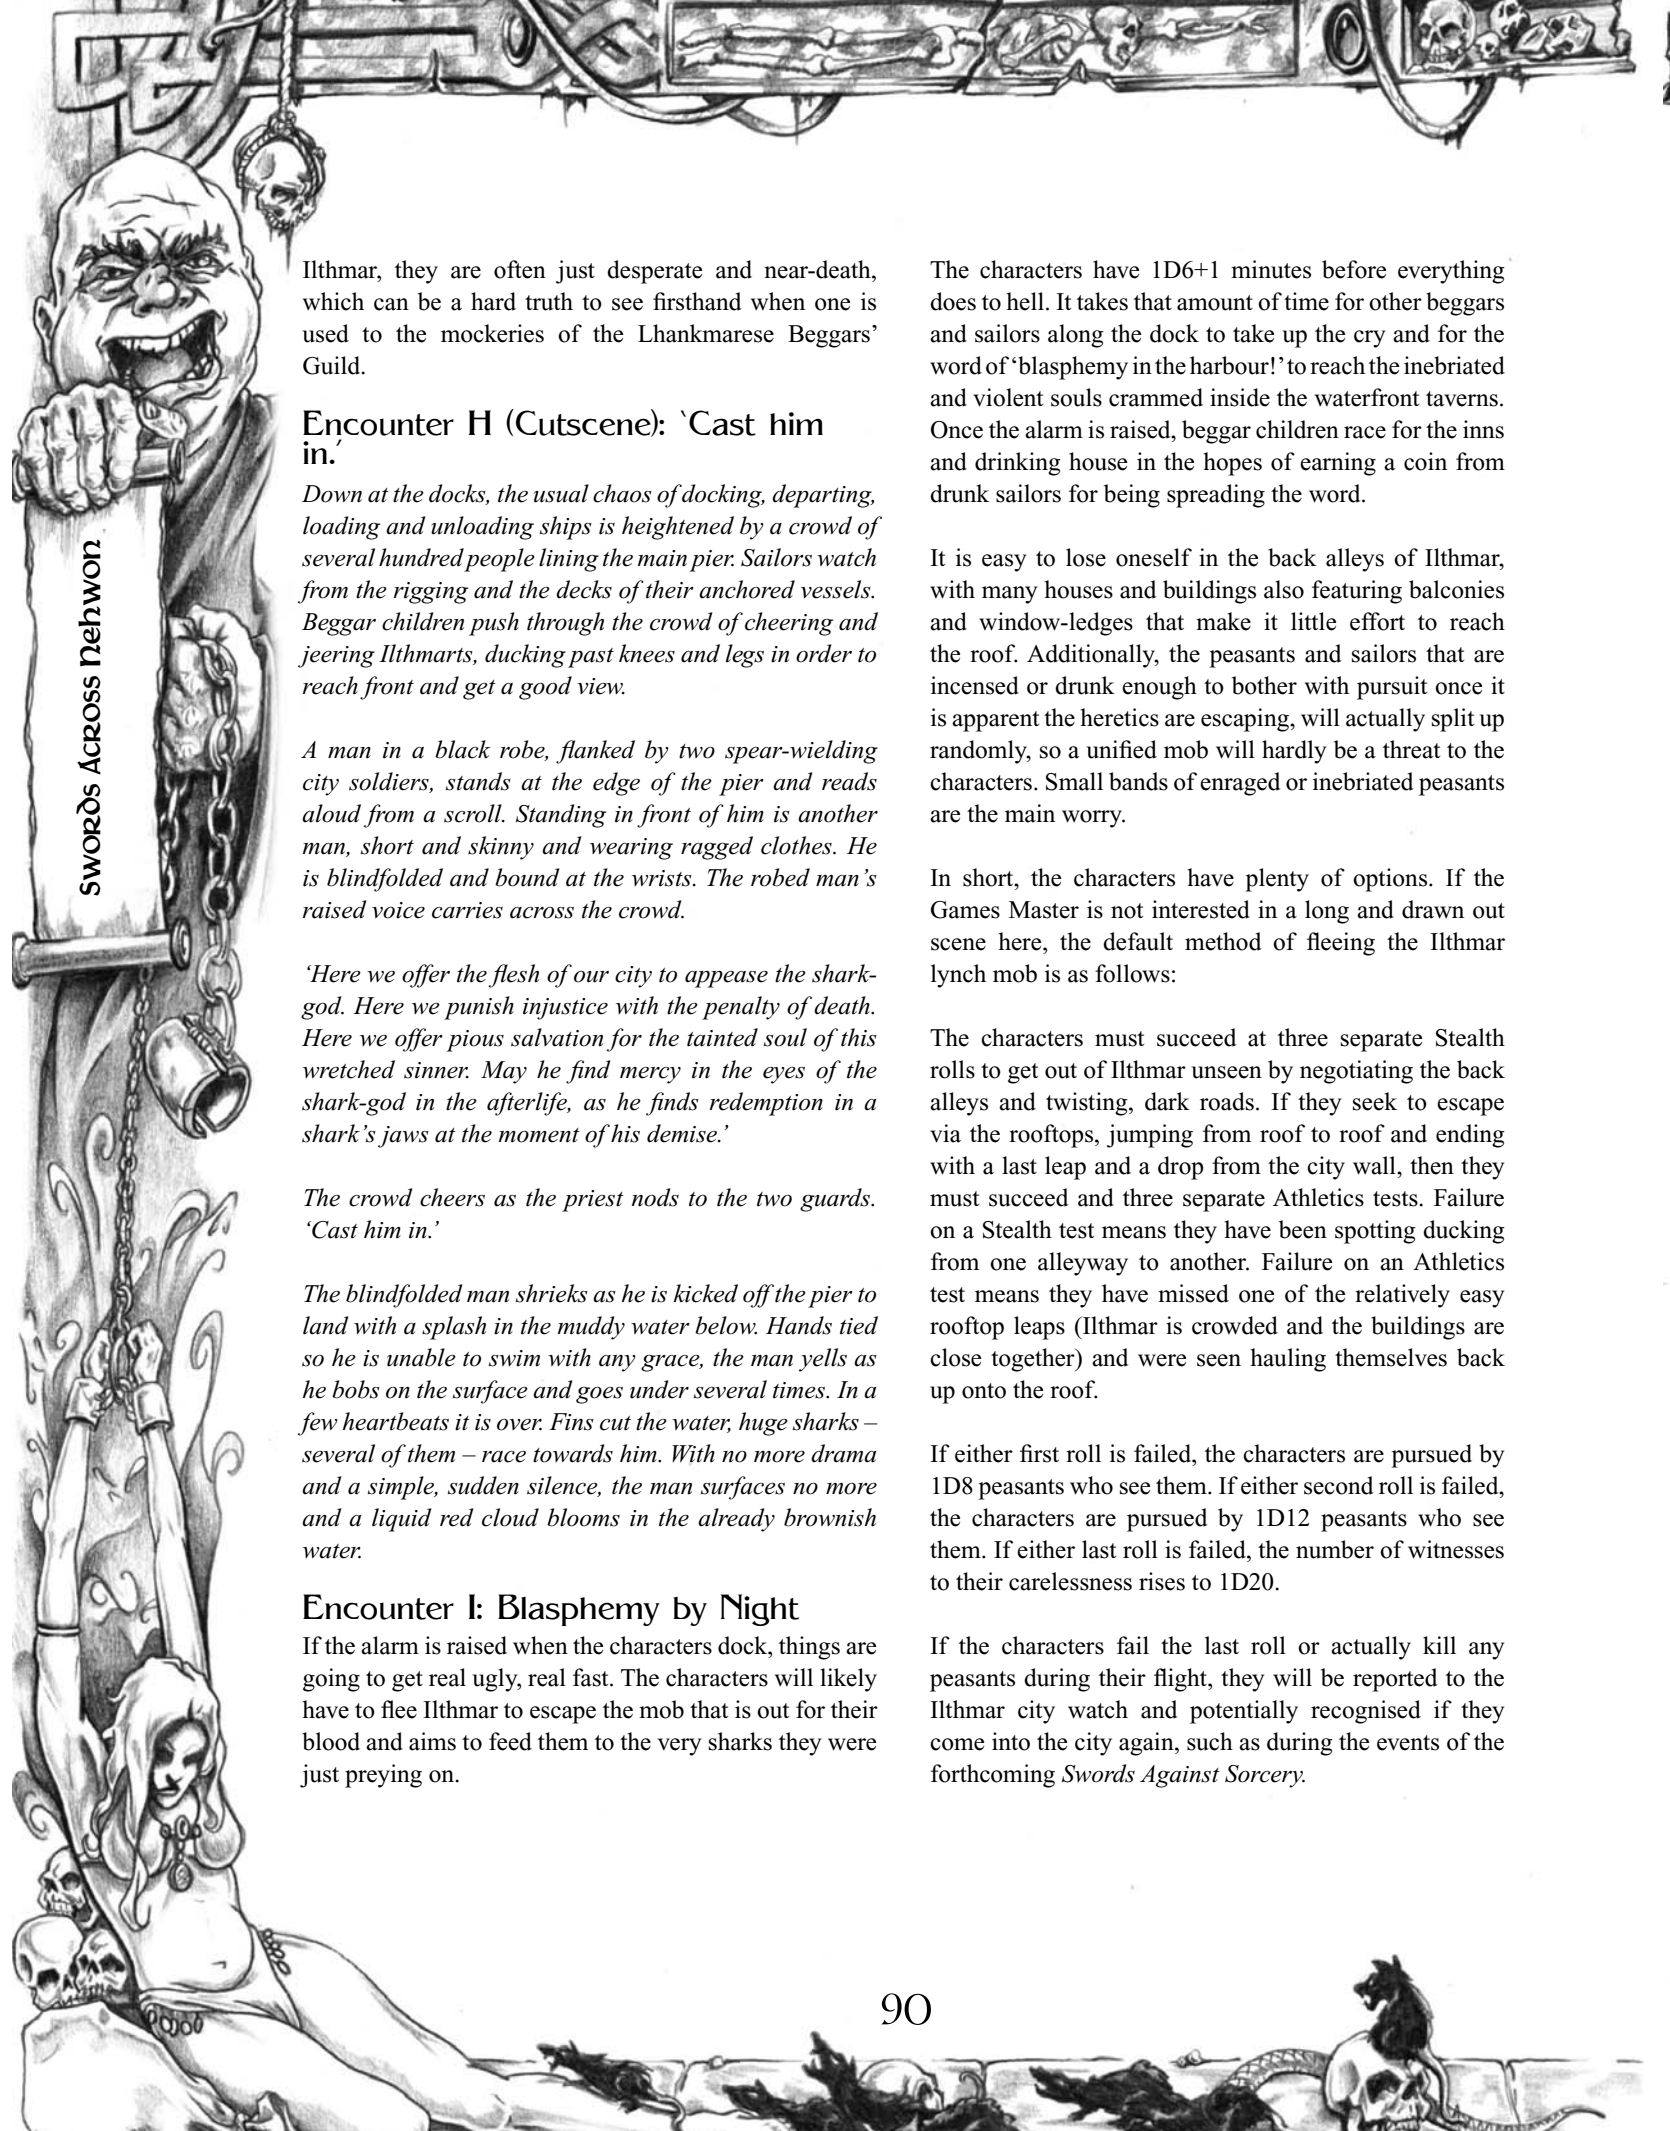 Swords Across Nehwon
Ilthmar, they are often just desperate and near-death,
which can be a hard truth to see firsthand when one is
used to the mockeries of the Lhankmarese Beggars’
Guild.
Encounter H (Cutscene): ‘Cast him
in.’
Down at the docks, the usual chaos of docking, departing,
loading and unloading ships is heightened by a crowd of
several hundred people lining the main pier. Sailors watch
from the rigging and the decks of their anchored vessels.
Beggar children push through the crowd of cheering and
jeering Ilthmarts, ducking past knees and legs in order to
reach front and get a good view.
A man in a black robe, flanked by two spear-wielding
city soldiers, stands at the edge of the pier and reads
aloud from a scroll. Standing in front of him is another
man, short and skinny and wearing ragged clothes. He
is blindfolded and bound at the wrists. The robed man’s
raised voice carries across the crowd.
‘Here we offer the flesh of our city to appease the shark-
god. Here we punish injustice with the penalty of death.
Here we offer pious salvation for the tainted soul of this
wretched sinner. May he find mercy in the eyes of the
shark-god in the afterlife, as he finds redemption in a
shark’s jaws at the moment of his demise.’
The crowd cheers as the priest nods to the two guards.
‘Cast him in.’
The blindfolded man shrieks as he is kicked off the pier to
land with a splash in the muddy water below. Hands tied
so he is unable to swim with any grace, the man yells as
he bobs on the surface and goes under several times. In a
few heartbeats it is over. Fins cut the water, huge sharks –
several of them – race towards him. With no more drama
and a simple, sudden silence, the man surfaces no more
and a liquid red cloud blooms in the already brownish
water.
Encounter I: Blasphemy by Night
If the alarm is raised when the characters dock, things are
going to get real ugly, real fast. The characters will likely
have to flee Ilthmar to escape the mob that is out for their
blood and aims to feed them to the very sharks they were
just preying on.
The characters have 1D6+1 minutes before everything
does to hell. It takes that amount of time for other beggars
and sailors along the dock to take up the cry and for the
word of ‘blasphemy in the harbour!’ to reach the inebriated
and violent souls crammed inside the waterfront taverns.
Once the alarm is raised, beggar children race for the inns
and drinking house in the hopes of earning a coin from
drunk sailors for being spreading the word.
It is easy to lose oneself in the back alleys of Ilthmar,
with many houses and buildings also featuring balconies
and window-ledges that make it little effort to reach
the roof. Additionally, the peasants and sailors that are
incensed or drunk enough to bother with pursuit once it
is apparent the heretics are escaping, will actually split up
randomly, so a unified mob will hardly be a threat to the
characters. Small bands of enraged or inebriated peasants
are the main worry.
In short, the characters have plenty of options. If the
Games Master is not interested in a long and drawn out
scene here, the default method of fleeing the Ilthmar
lynch mob is as follows:
The characters must succeed at three separate Stealth
rolls to get out of Ilthmar unseen by negotiating the back
alleys and twisting, dark roads. If they seek to escape
via the rooftops, jumping from roof to roof and ending
with a last leap and a drop from the city wall, then they
must succeed and three separate Athletics tests. Failure
on a Stealth test means they have been spotting ducking
from one alleyway to another. Failure on an Athletics
test means they have missed one of the relatively easy
rooftop leaps (Ilthmar is crowded and the buildings are
close together) and were seen hauling themselves back
up onto the roof.
If either first roll is failed, the characters are pursued by
1D8 peasants who see them. If either second roll is failed,
the characters are pursued by 1D12 peasants who see
them. If either last roll is failed, the number of witnesses
to their carelessness rises to 1D20.
If the characters fail the last roll or actually kill any
peasants during their flight, they will be reported to the
Ilthmar city watch and potentially recognised if they
come into the city again, such as during the events of the
forthcoming Swords Against Sorcery.
90